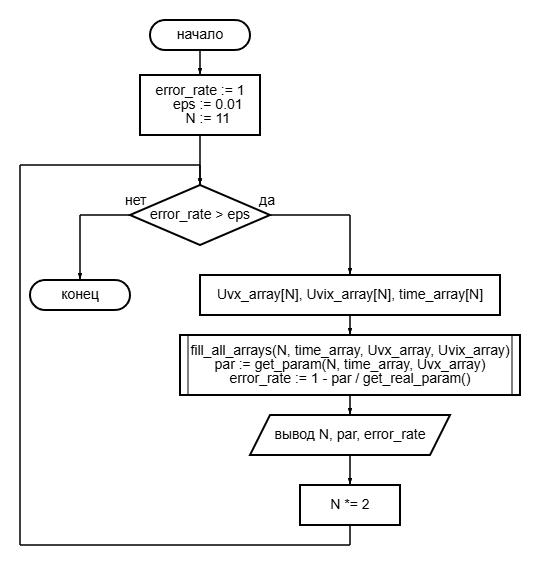 начало
error_rate := 1
eps := 0.01
N := 11
нет
да
error_rate > eps
конец
Uvx_array[N], Uvix_array[N], time_array[N]
fill_all_arrays(N, time_array, Uvx_array, Uvix_array)
par := get_param(N, time_array, Uvx_array)
error_rate := 1 - par / get_real_param()
вывод N, par, error_rate
N *= 2